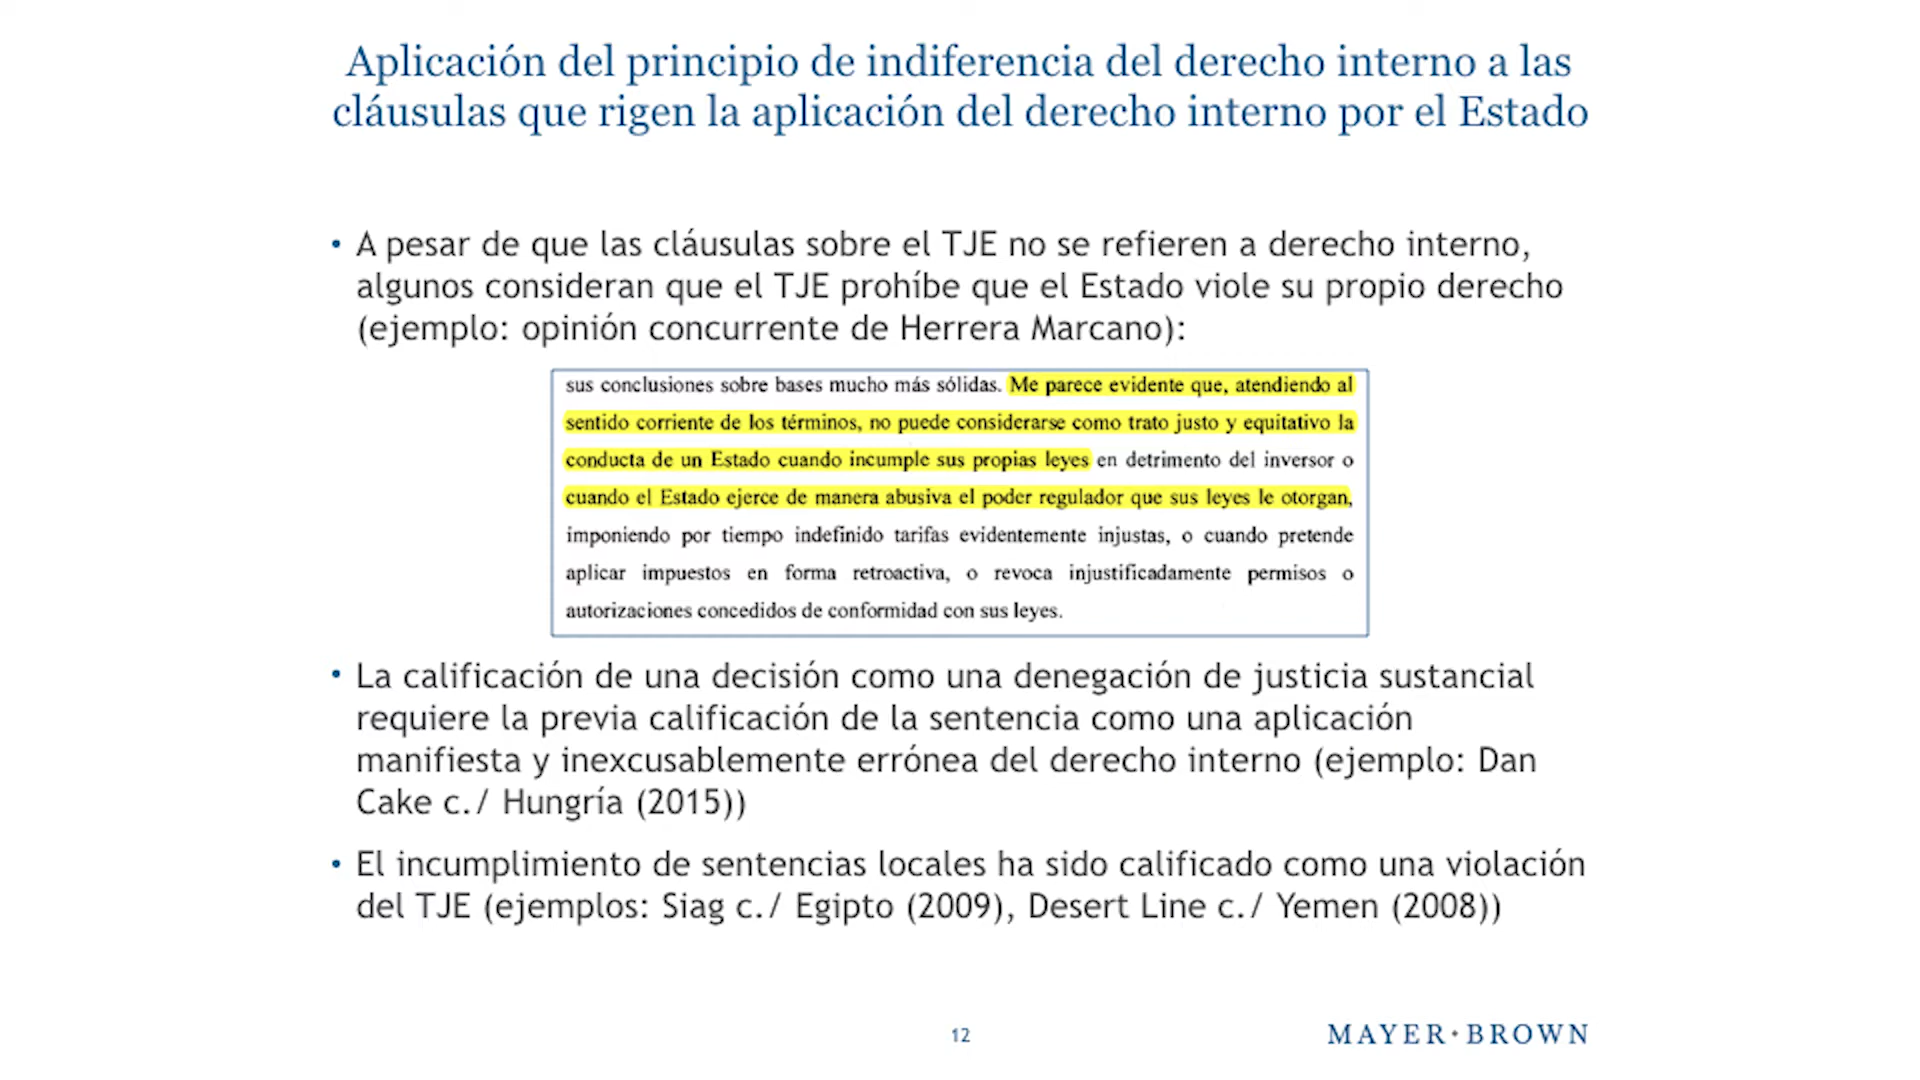 Aplicación del principio de indiferencia del derecho interno a las
cláusulas que rigen la aplicación del derecho interno por el Estado
• A pesar de que las cláusulas sobre el TJE no se refieren a derecho interno,
algunos consideran que el TJE prohíbe que el Estado viole su propio derecho
(ejemplo: opinión concurrente de Herrera Marcano):
sus conclusiones sobre bases mucho más sólidas. Me parece evidente que, atendiendo al
sentido corriente de los términos, no puede considerarse como trato justo y equitativo la
conducta de un Estado cuando incumple sus propias leyes en detrimento del inversor o
cuando el Estado ejerce de manera abusiva el poder regulador que sus leyes le otorgan,
imponiendo por tiempo indefinido tarifas evidentemente injustas, o cuando pretende
aplicar impuestos en forma retroactiva, o revoca injustificadamente permisos o
autorizaciones concedidos de conformidad con sus leyes.
• La calificación de una decisión como una denegación de justicia sustancial
requiere la previa calificación de la sentencia como una aplicación
manifiesta y inexcusablemente errónea del derecho interno (ejemplo: Dan
Cake c./ Hungría (2015))
• El incumplimiento de sentencias locales ha sido calificado como una violación
del TJE (ejemplos: Siag c./ Egipto (2009), Desert Line c./ Yemen (2008))
12
MAYER•BROWN